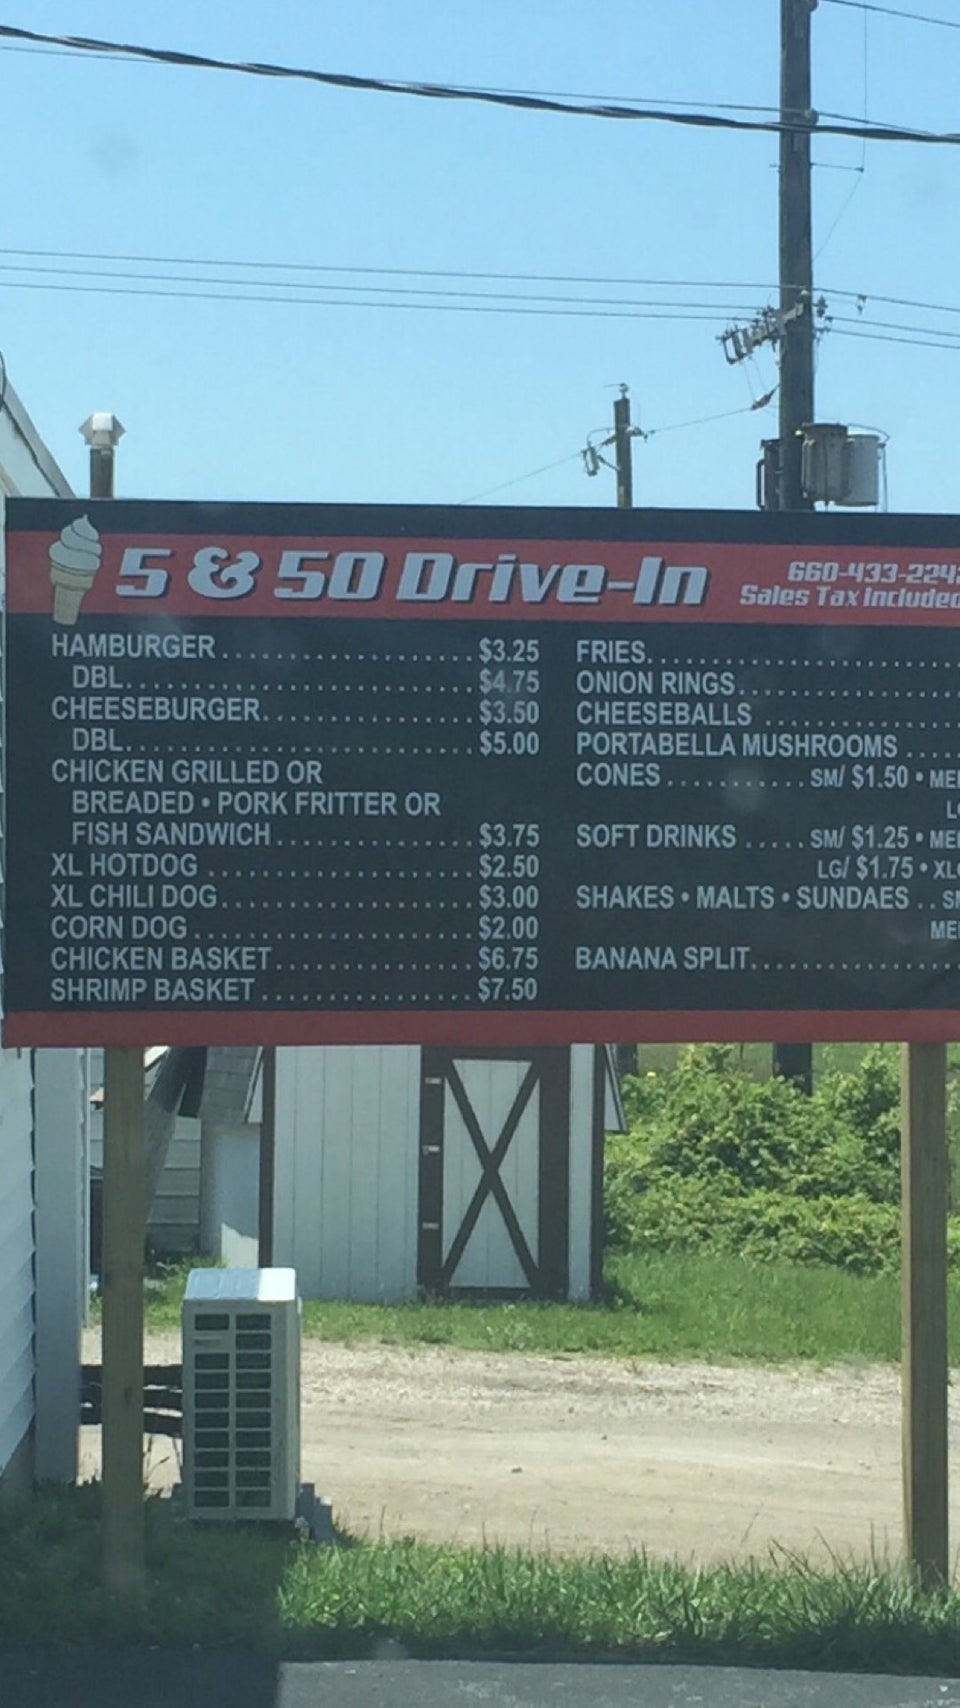 5 & 50 Drive-In
660-433-2242
Sales Tax Included
HAMBURGER $3.25
DBL $4.75
CHEESEBURGER $3.50
DBL $5.00
CHICKEN GRILLED OR
BREADED • PORK FRITTER OR
FISH SANDWICH $3.75
XL HOTDOG $2.50
XL CHILI DOG $3.00
CORN DOG $2.00
CHICKEN BASKET $6.75
SHRIMP BASKET $7.50
FRIES
ONION RINGS
CHEESEBALLS
PORTABELLA MUSHROOMS
CONES SM/ $1.50 •
SOFT DRINKS SM/ $1.25 •
LG/ $1.75 •
SHAKES • MALTS • SUNDAES
BANANA SPLIT